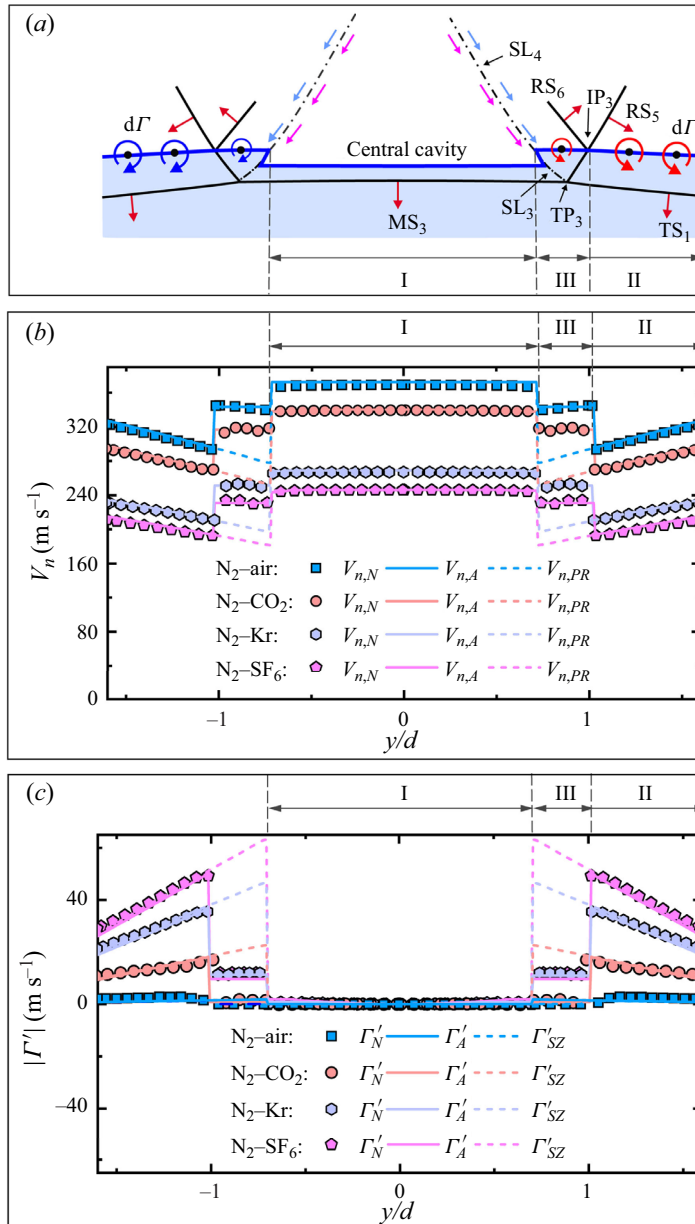 (a)
SL4
RS6
IP3
RS5
dΓ
dΓ
Central cavity
MS3
SL3
TP3
TS1
I
III
II
(b)
I
III
II
320
240
160
80
0
Vn (m s⁻¹)
N2–air: Vn,N Vn,A Vn,PR
N2–CO2: Vn,N Vn,A Vn,PR
N2–Kr: Vn,N Vn,A Vn,PR
N2–SF6: Vn,N Vn,A Vn,PR
−1
0
1
y/d
(c)
I
III
II
40
0
−40
|Γ′| (m s⁻¹)
N2–air: Γ′N Γ′A Γ′SZ
N2–CO2: Γ′N Γ′A Γ′SZ
N2–Kr: Γ′N Γ′A Γ′SZ
N2–SF6: Γ′N Γ′A Γ′SZ
−1
0
1
y/d